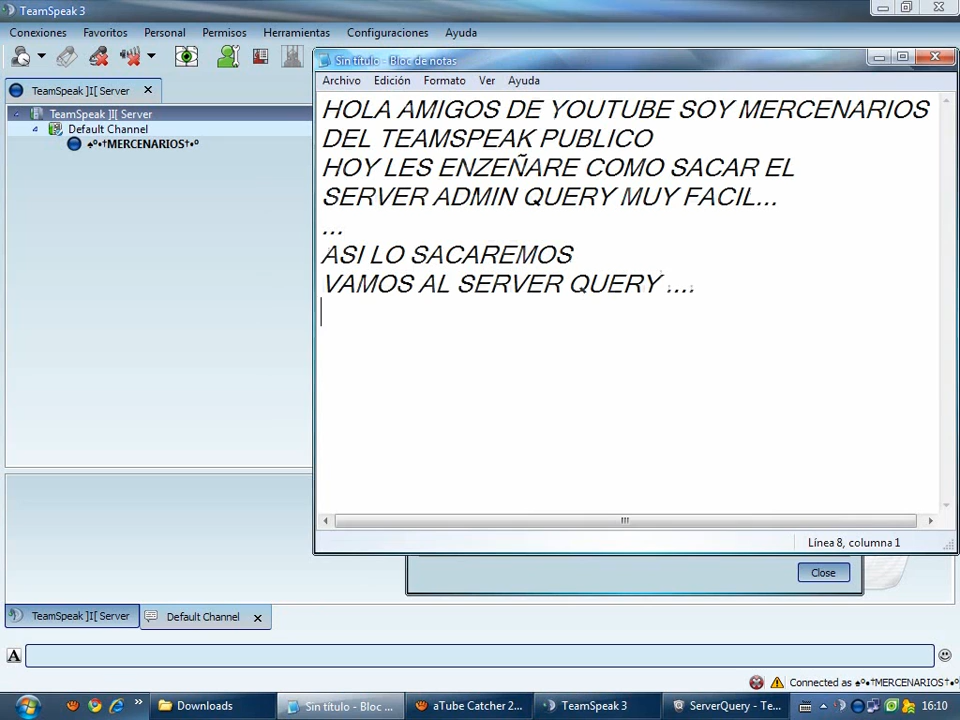 TeamSpeak 3
Conexiones Favoritos Personal Permisos Herramientas Configuraciones Ayuda
TeamSpeak ]I[ Server
TeamSpeak ]I[ Server
Default Channel
♠º•†MERCENARIOS†•º
Sin título - Bloc de notas
Archivo Edición Formato Ver Ayuda
HOLA AMIGOS DE YOUTUBE SOY MERCENARIOS
DEL TEAMSPEAK PUBLICO
HOY LES ENZEÑARE COMO SACAR EL
SERVER ADMIN QUERY MUY FACIL...
...
ASI LO SACAREMOS
VAMOS AL SERVER QUERY ....
Línea 8, columna 1
Close
TeamSpeak ]I[ Server Default Channel
A
Connected as ♠º•†MERCENARIOS†•º
Downloads Sin título - Bloc ... aTube Catcher 2... TeamSpeak 3 ServerQuery - Te... 16:10